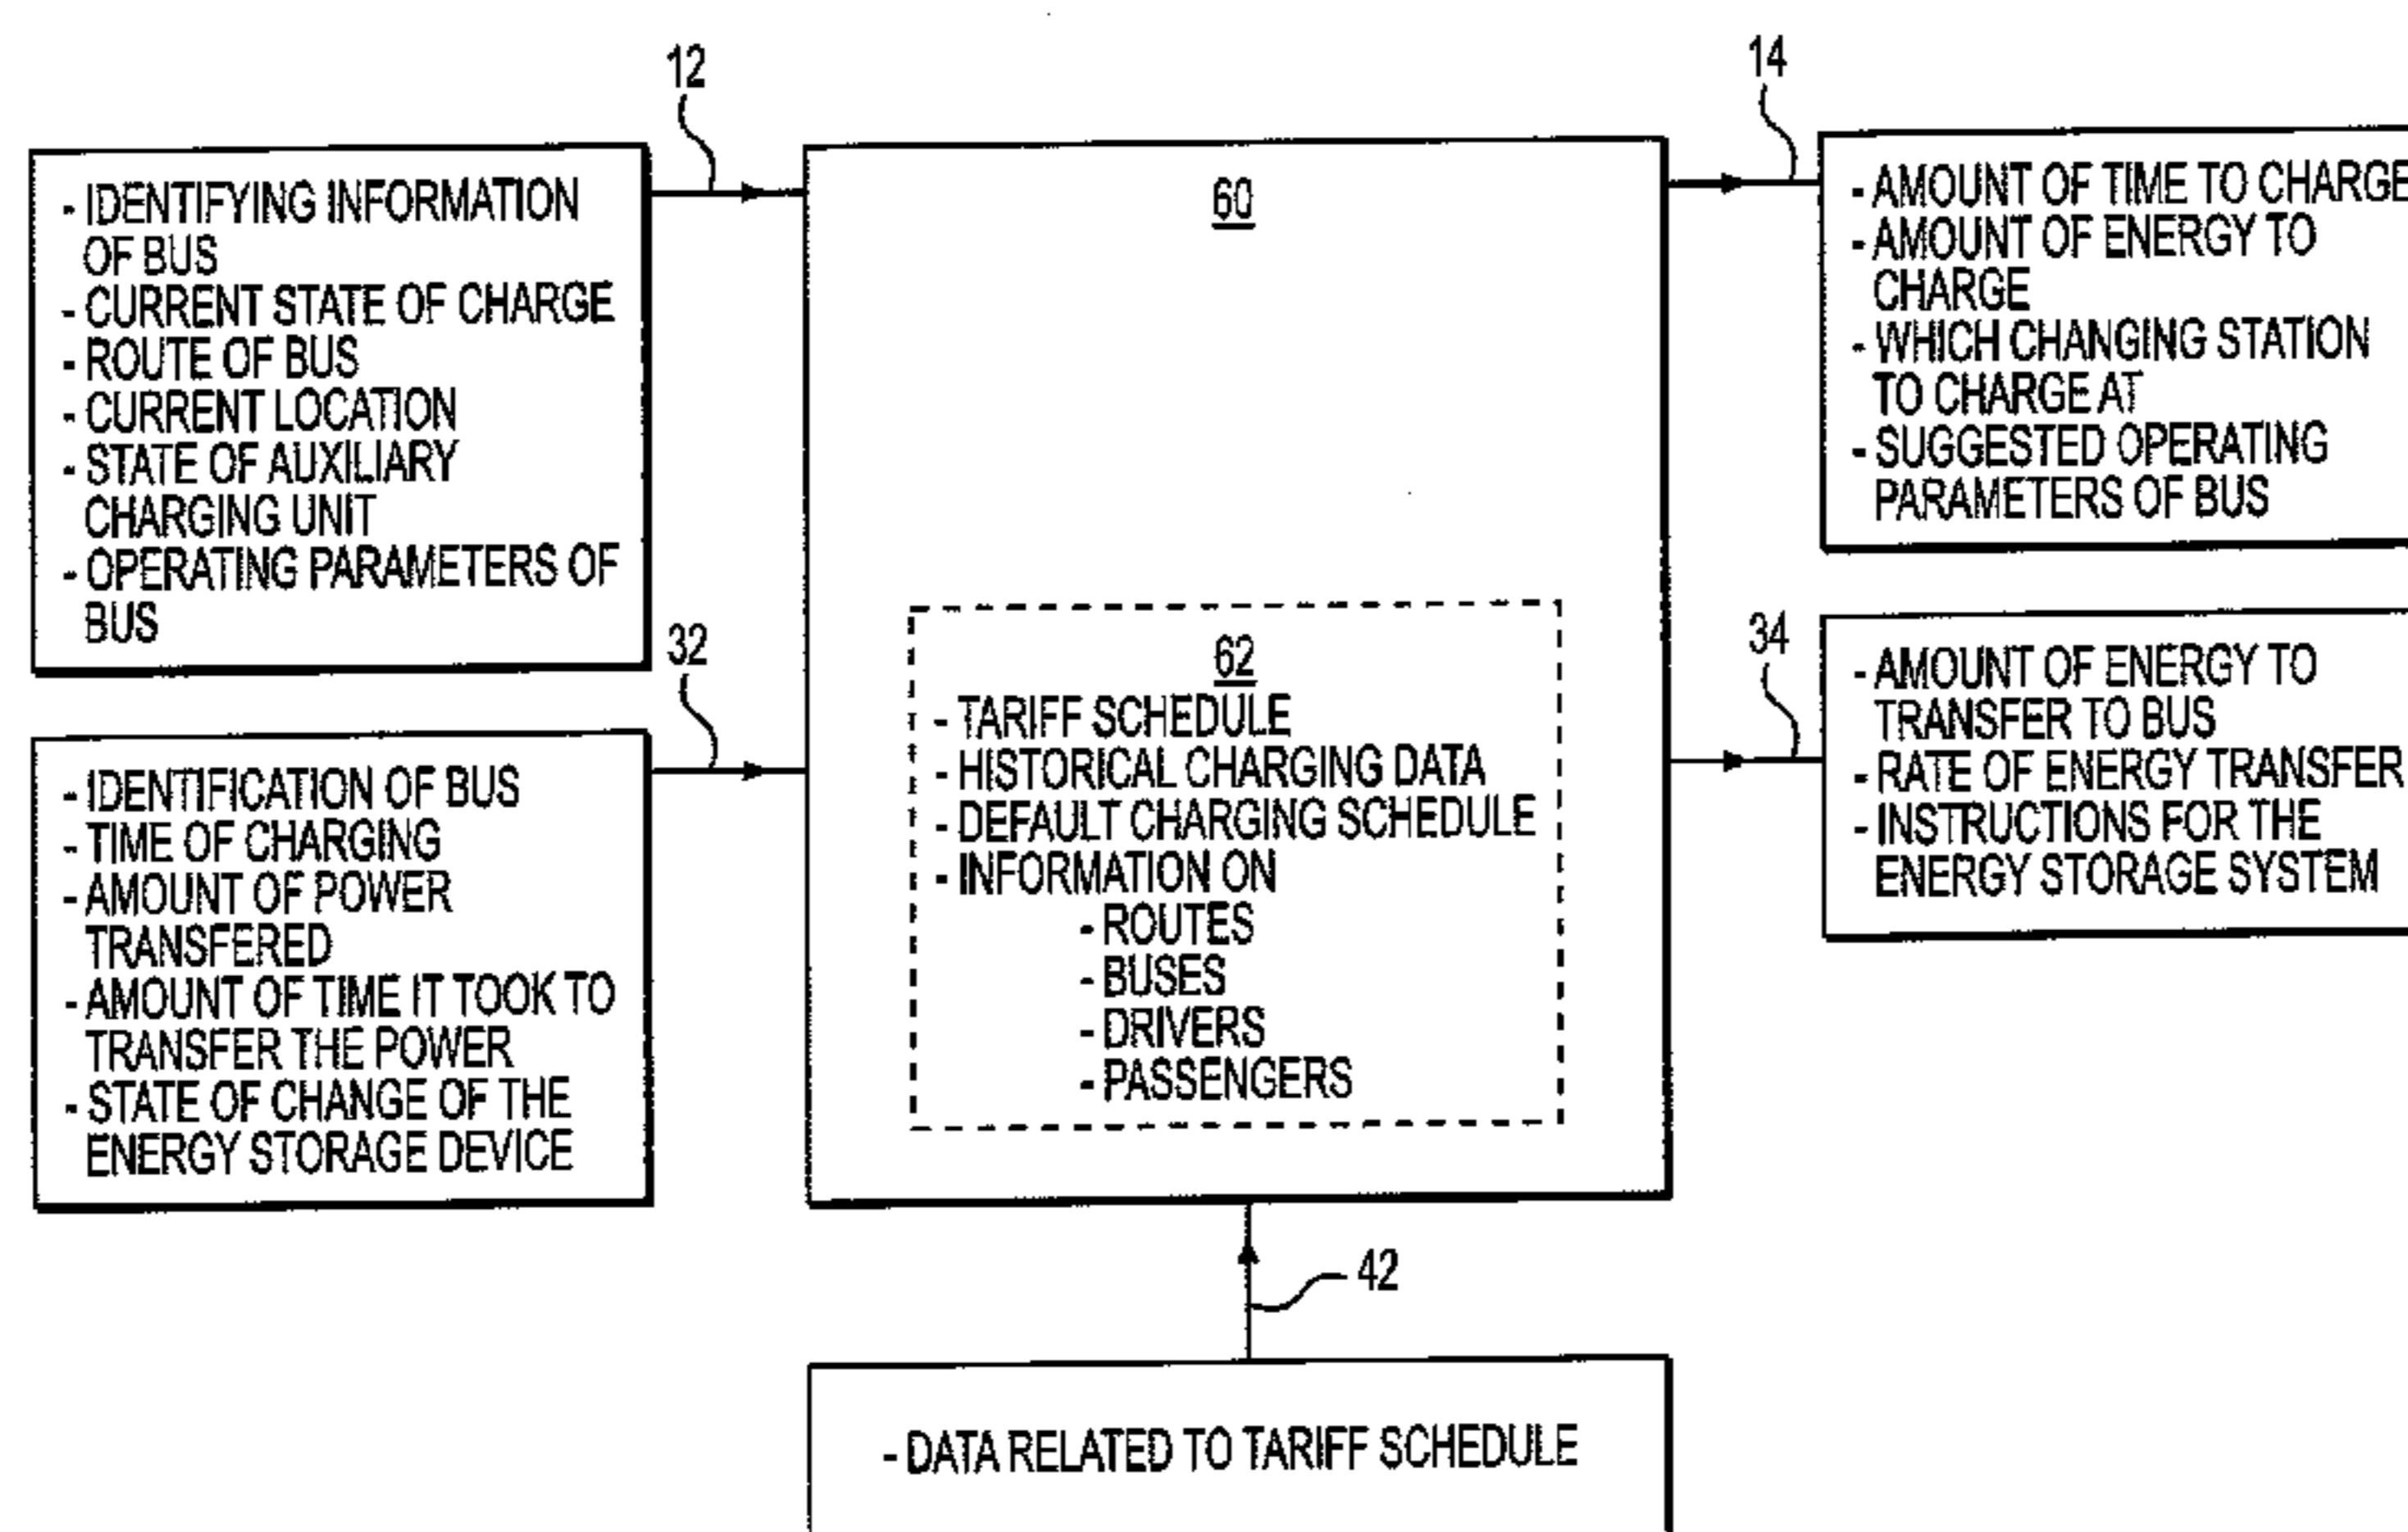 12
- IDENTIFYING INFORMATION
OF BUS
- CURRENT STATE OF CHARGE
- ROUTE OF BUS
- CURRENT LOCATION
- STATE OF AUXILIARY
CHARGING UNIT
- OPERATING PARAMETERS OF
BUS
32
- IDENTIFICATION OF BUS
- TIME OF CHARGING
- AMOUNT OF POWER
TRANSFERED
- AMOUNT OF TIME IT TOOK TO
TRANSFER THE POWER
- STATE OF CHANGE OF THE
ENERGY STORAGE DEVICE
60
62
- TARIFF SCHEDULE
- HISTORICAL CHARGING DATA
- DEFAULT CHARGING SCHEDULE
- INFORMATION ON
- ROUTES
- BUSES
- DRIVERS
- PASSENGERS
14
- AMOUNT OF TIME TO CHARGE
- AMOUNT OF ENERGY TO
CHARGE
- WHICH CHANGING STATION
TO CHARGE AT
- SUGGESTED OPERATING
PARAMETERS OF BUS
34
- AMOUNT OF ENERGY TO
TRANSFER TO BUS
- RATE OF ENERGY TRANSFER
- INSTRUCTIONS FOR THE
ENERGY STORAGE SYSTEM
42
- DATA RELATED TO TARIFF SCHEDULE